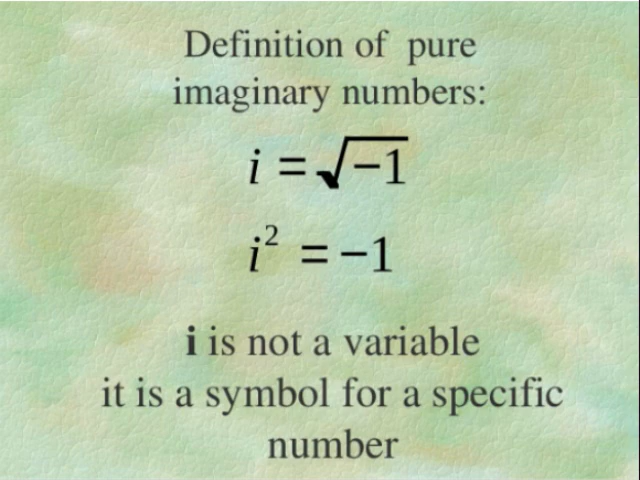 Definition of pure
imaginary numbers:
i = √−1
i² = −1
i is not a variable
it is a symbol for a specific
number